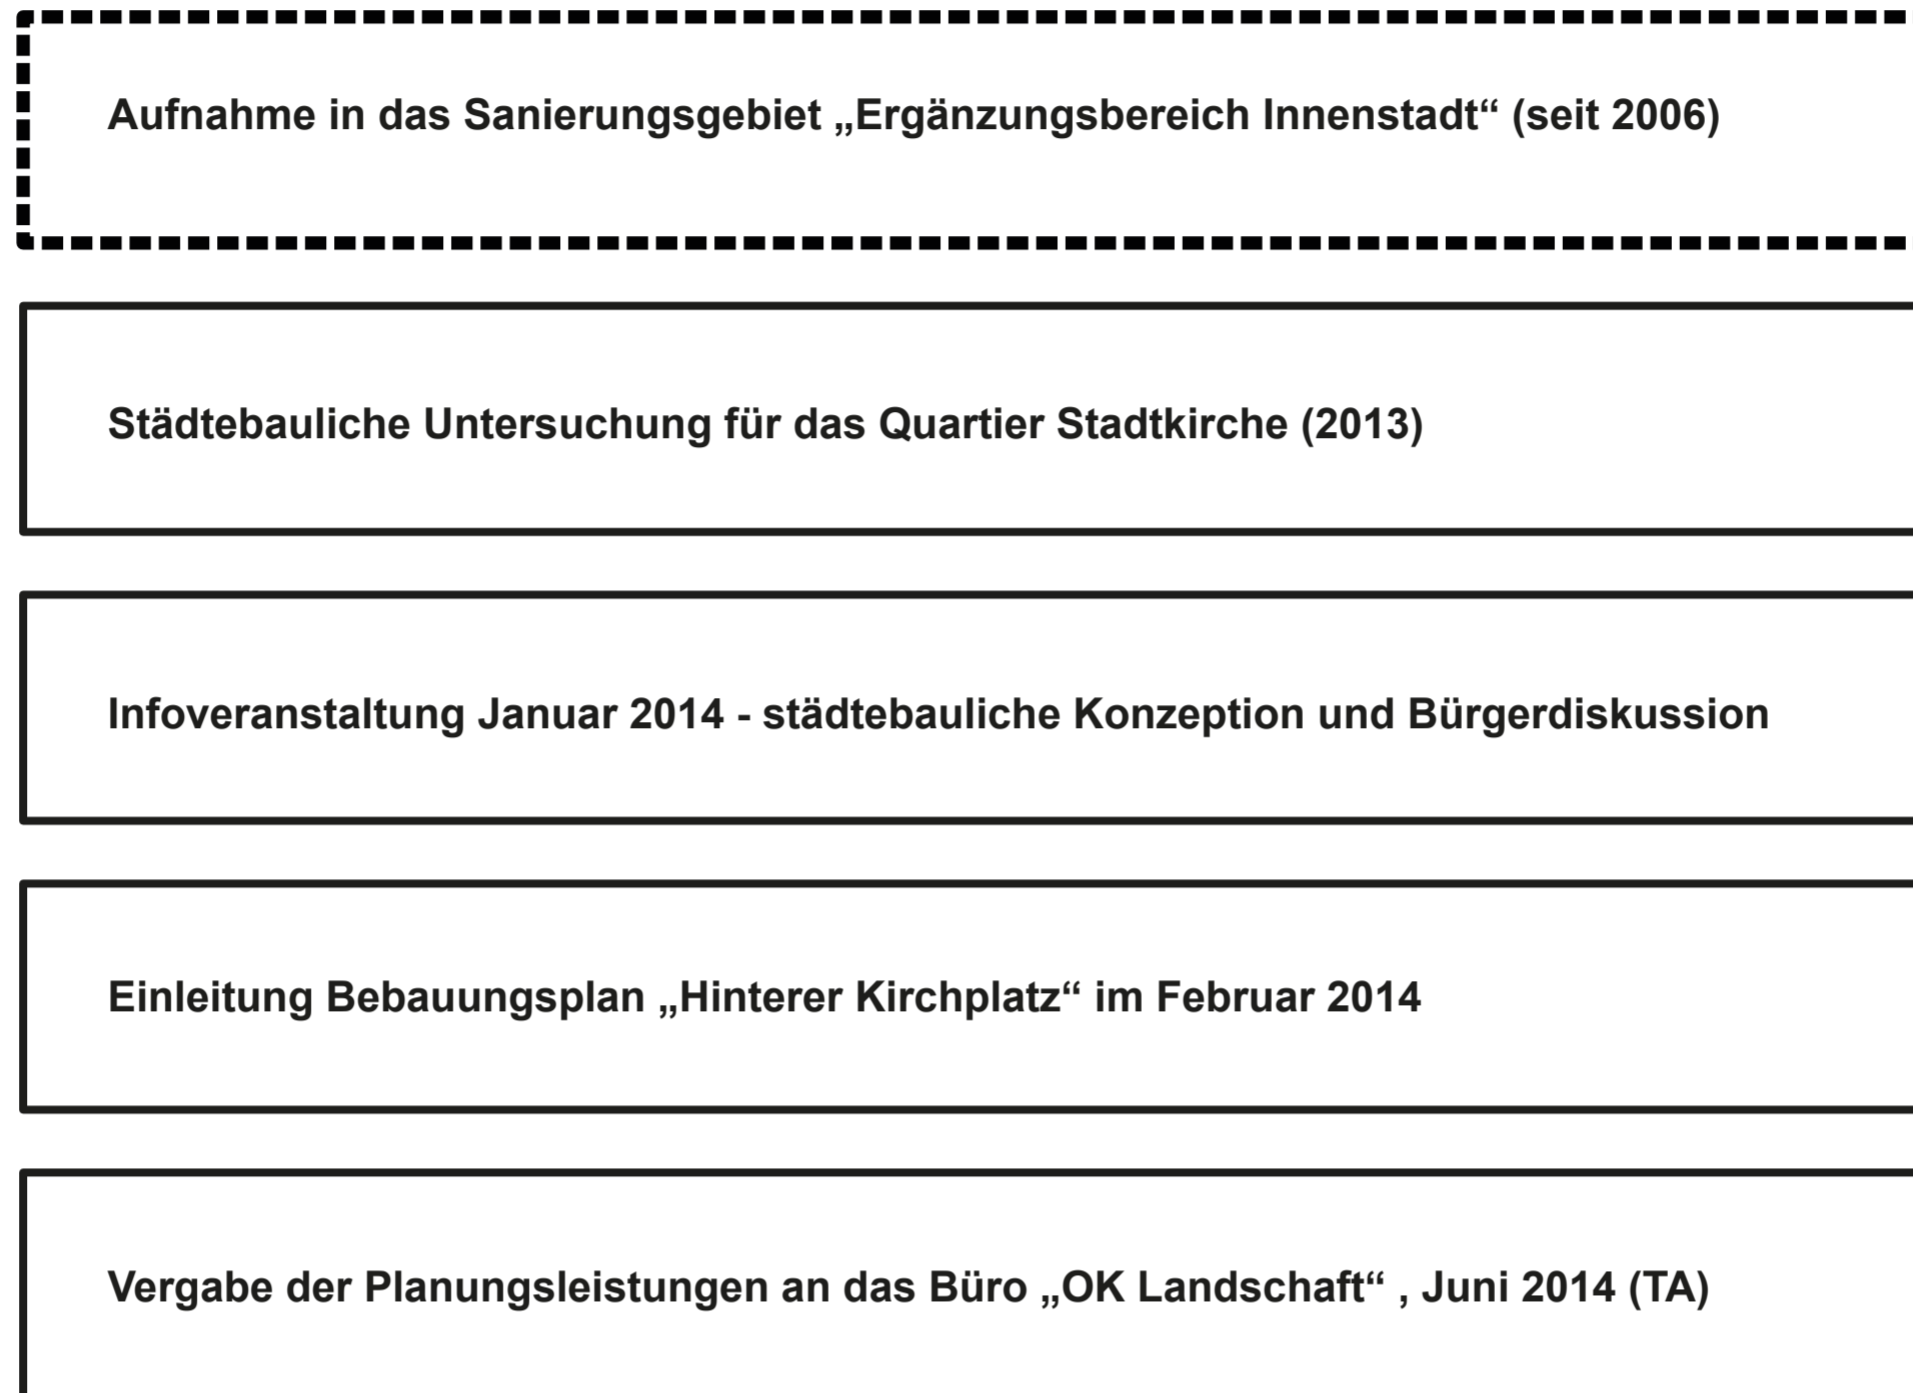 Aufnahme in das Sanierungsgebiet „Ergänzungsbereich Innenstadt“ (seit 2006)
Städtebauliche Untersuchung für das Quartier Stadtkirche (2013)
Infoveranstaltung Januar 2014 - städtebauliche Konzeption und Bürgerdiskussion
Einleitung Bebauungsplan „Hinterer Kirchplatz“ im Februar 2014
Vergabe der Planungsleistungen an das Büro „OK Landschaft“ , Juni 2014 (TA)